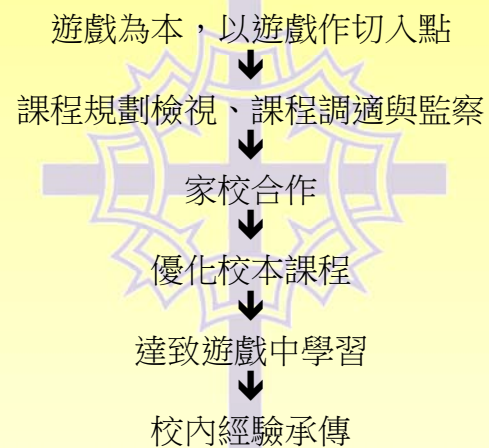 遊戲為本，以遊戲作切入點
課程規劃檢視、課程調適與監察
家校合作
優化校本課程
達致遊戲中學習
校內經驗承傳